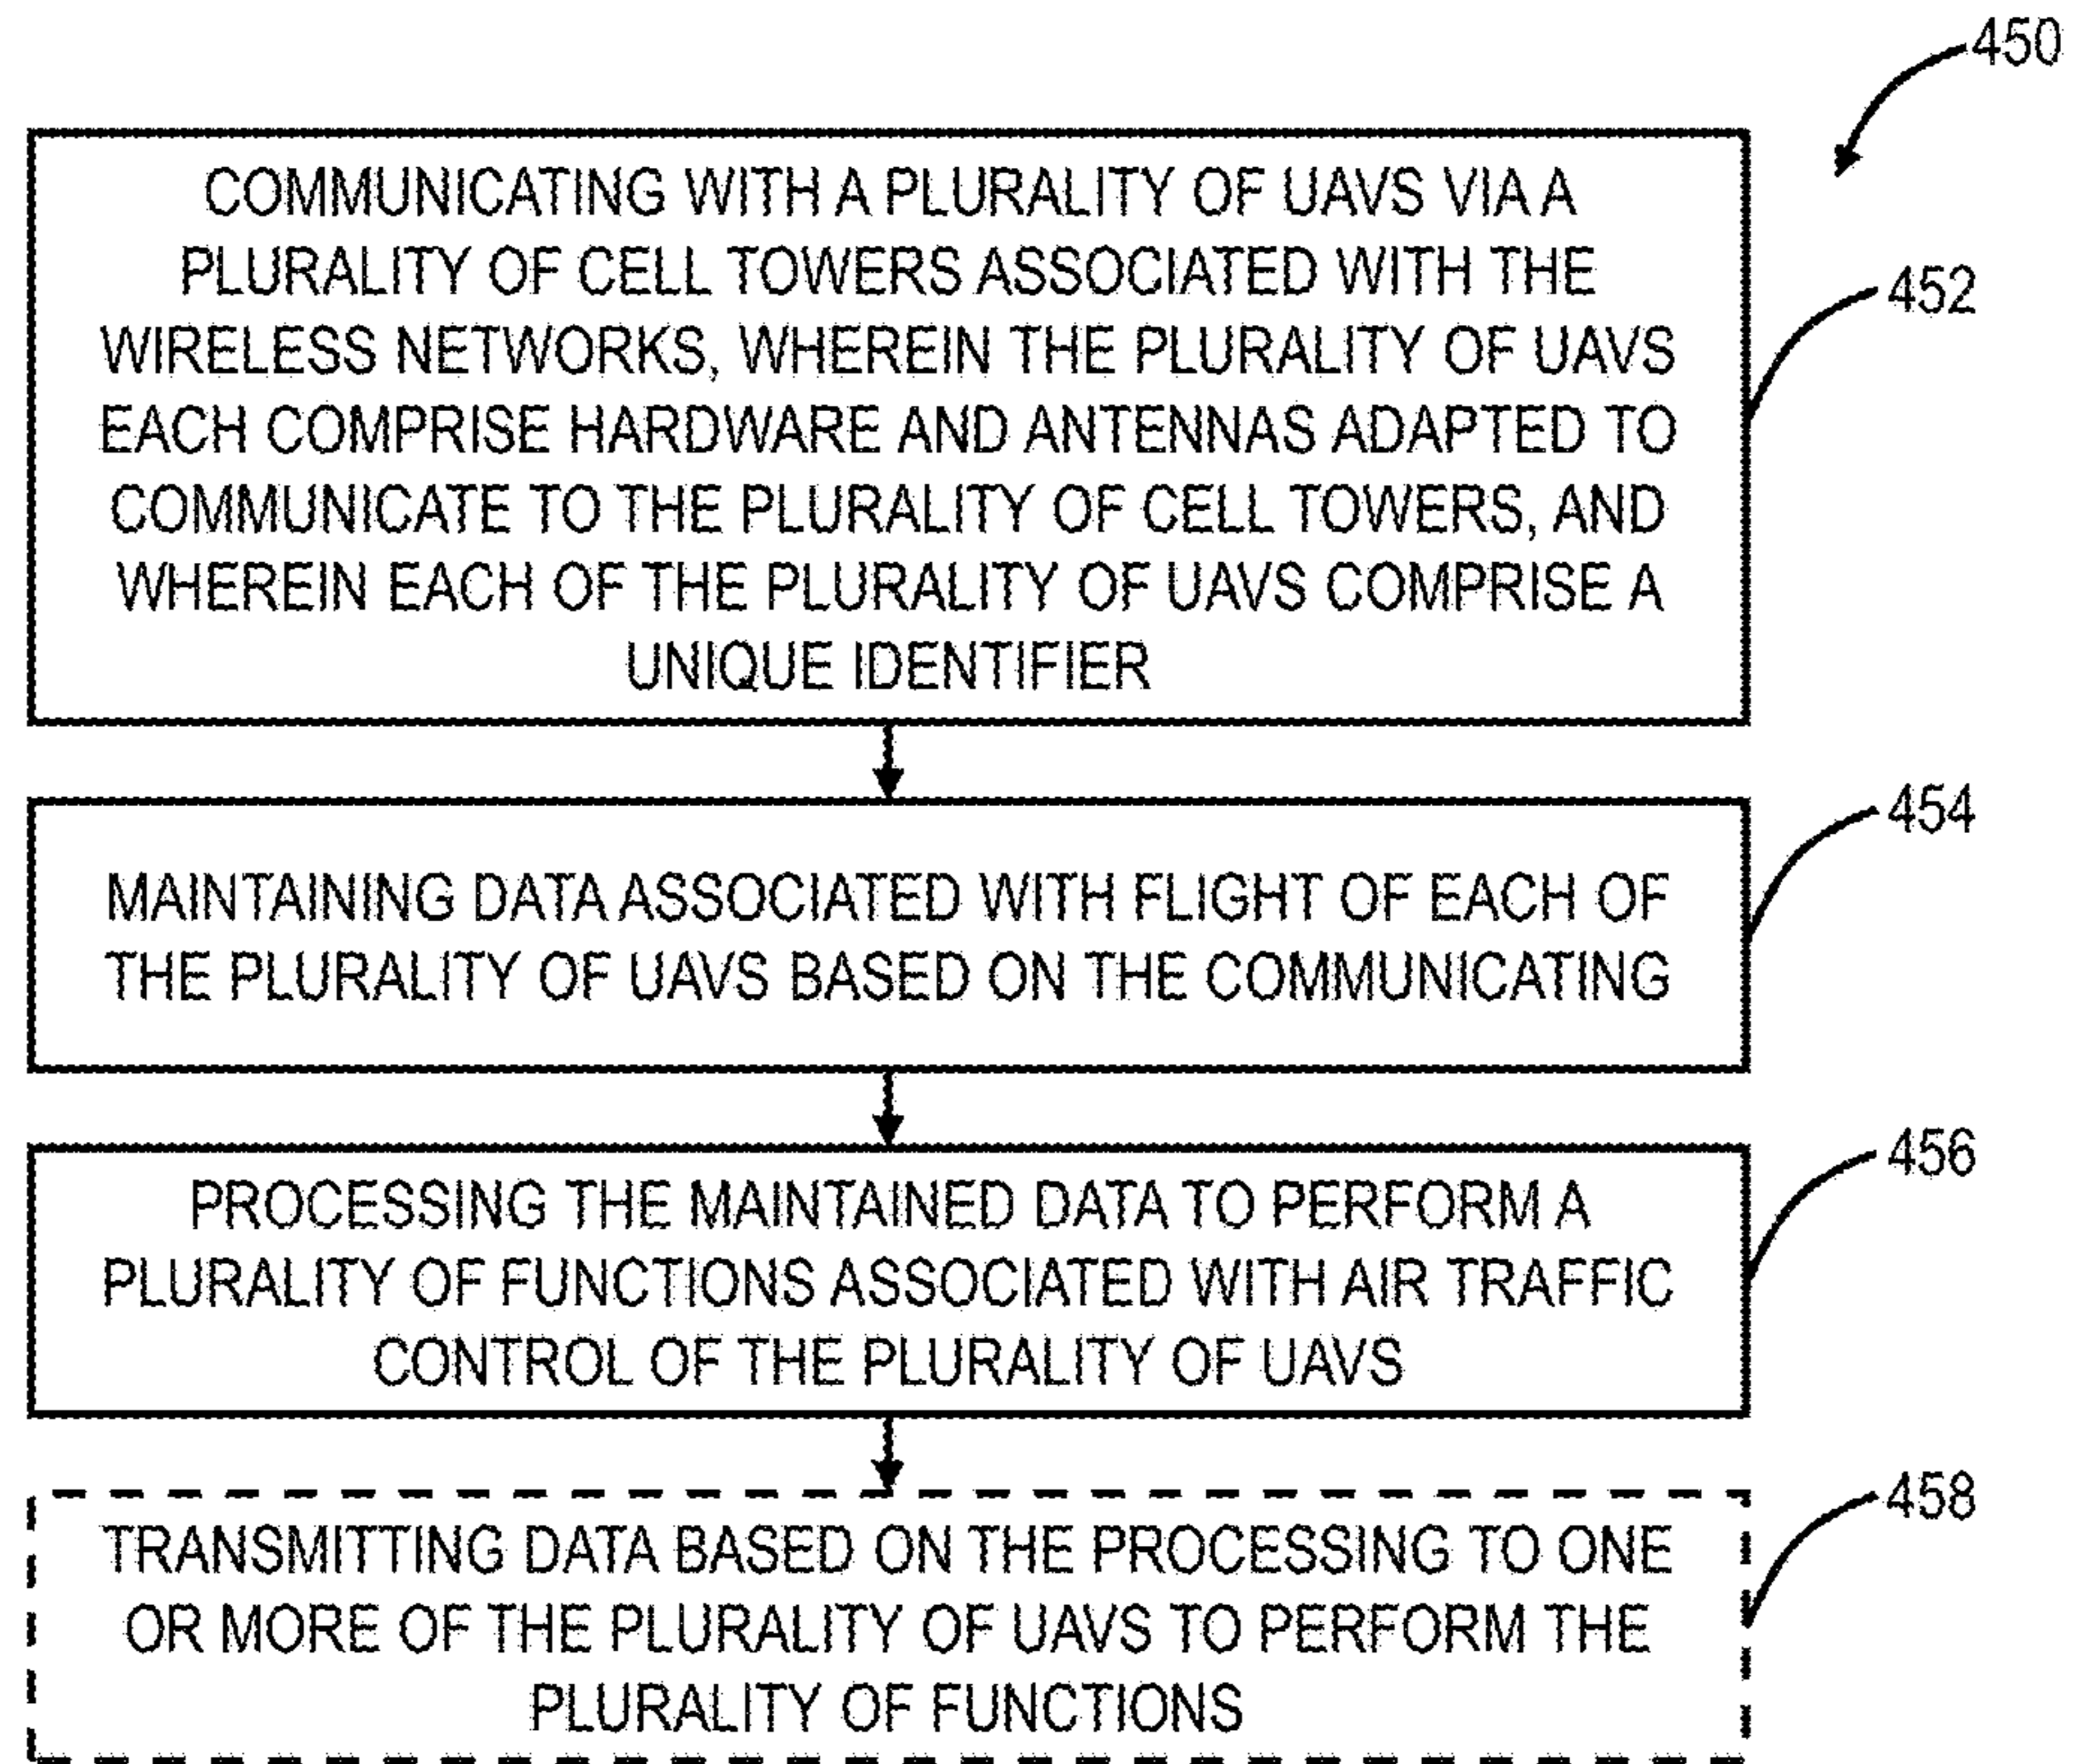 450
COMMUNICATING WITH A PLURALITY OF UAVS VIA A
PLURALITY OF CELL TOWERS ASSOCIATED WITH THE
WIRELESS NETWORKS, WHEREIN THE PLURALITY OF UAVS
EACH COMPRISE HARDWARE AND ANTENNAS ADAPTED TO
COMMUNICATE TO THE PLURALITY OF CELL TOWERS, AND
WHEREIN EACH OF THE PLURALITY OF UAVS COMPRISE A
UNIQUE IDENTIFIER
452
MAINTAINING DATA ASSOCIATED WITH FLIGHT OF EACH OF
THE PLURALITY OF UAVS BASED ON THE COMMUNICATING
454
PROCESSING THE MAINTAINED DATA TO PERFORM A
PLURALITY OF FUNCTIONS ASSOCIATED WITH AIR TRAFFIC
CONTROL OF THE PLURALITY OF UAVS
456
TRANSMITTING DATA BASED ON THE PROCESSING TO ONE
OR MORE OF THE PLURALITY OF UAVS TO PERFORM THE
PLURALITY OF FUNCTIONS
458